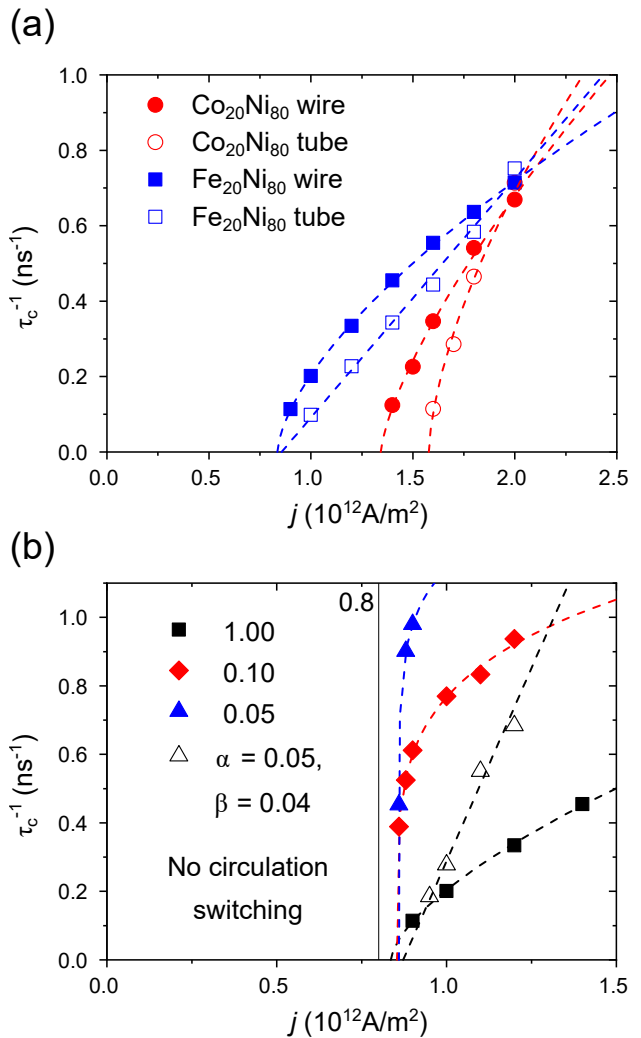 (a)
1.0
0.8
0.6
0.4
0.2
0.0
τc-1 (ns-1)
Co20Ni80 wire
Co20Ni80 tube
Fe20Ni80 wire
Fe20Ni80 tube
0.0 0.5 1.0 1.5 2.0 2.5
j (1012A/m2)
(b)
1.0
0.8
0.6
0.4
0.2
0.0
τc-1 (ns-1)
0.8
1.00
0.10
0.05
α = 0.05,
β = 0.04
No circulation
switching
0.0 0.5 1.0 1.5
j (1012A/m2)